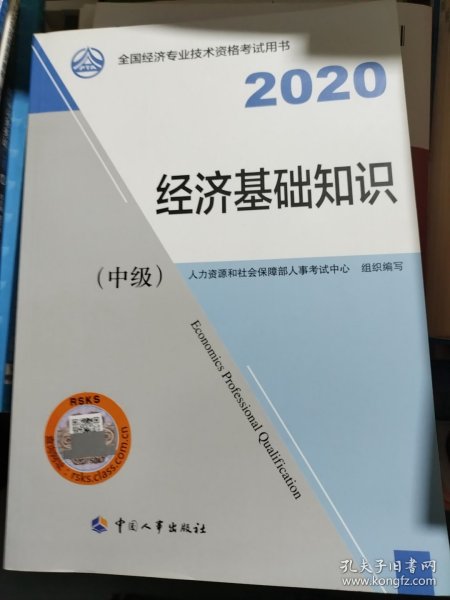 全国经济专业技术资格考试用书
2020
经济基础知识
（中级）
人力资源和社会保障部人事考试中心 组织编写
Economics Professional Qualification
RSKS
rsks.class.com.cn
中国人事出版社
孔夫子旧书网
www.kongfz.com